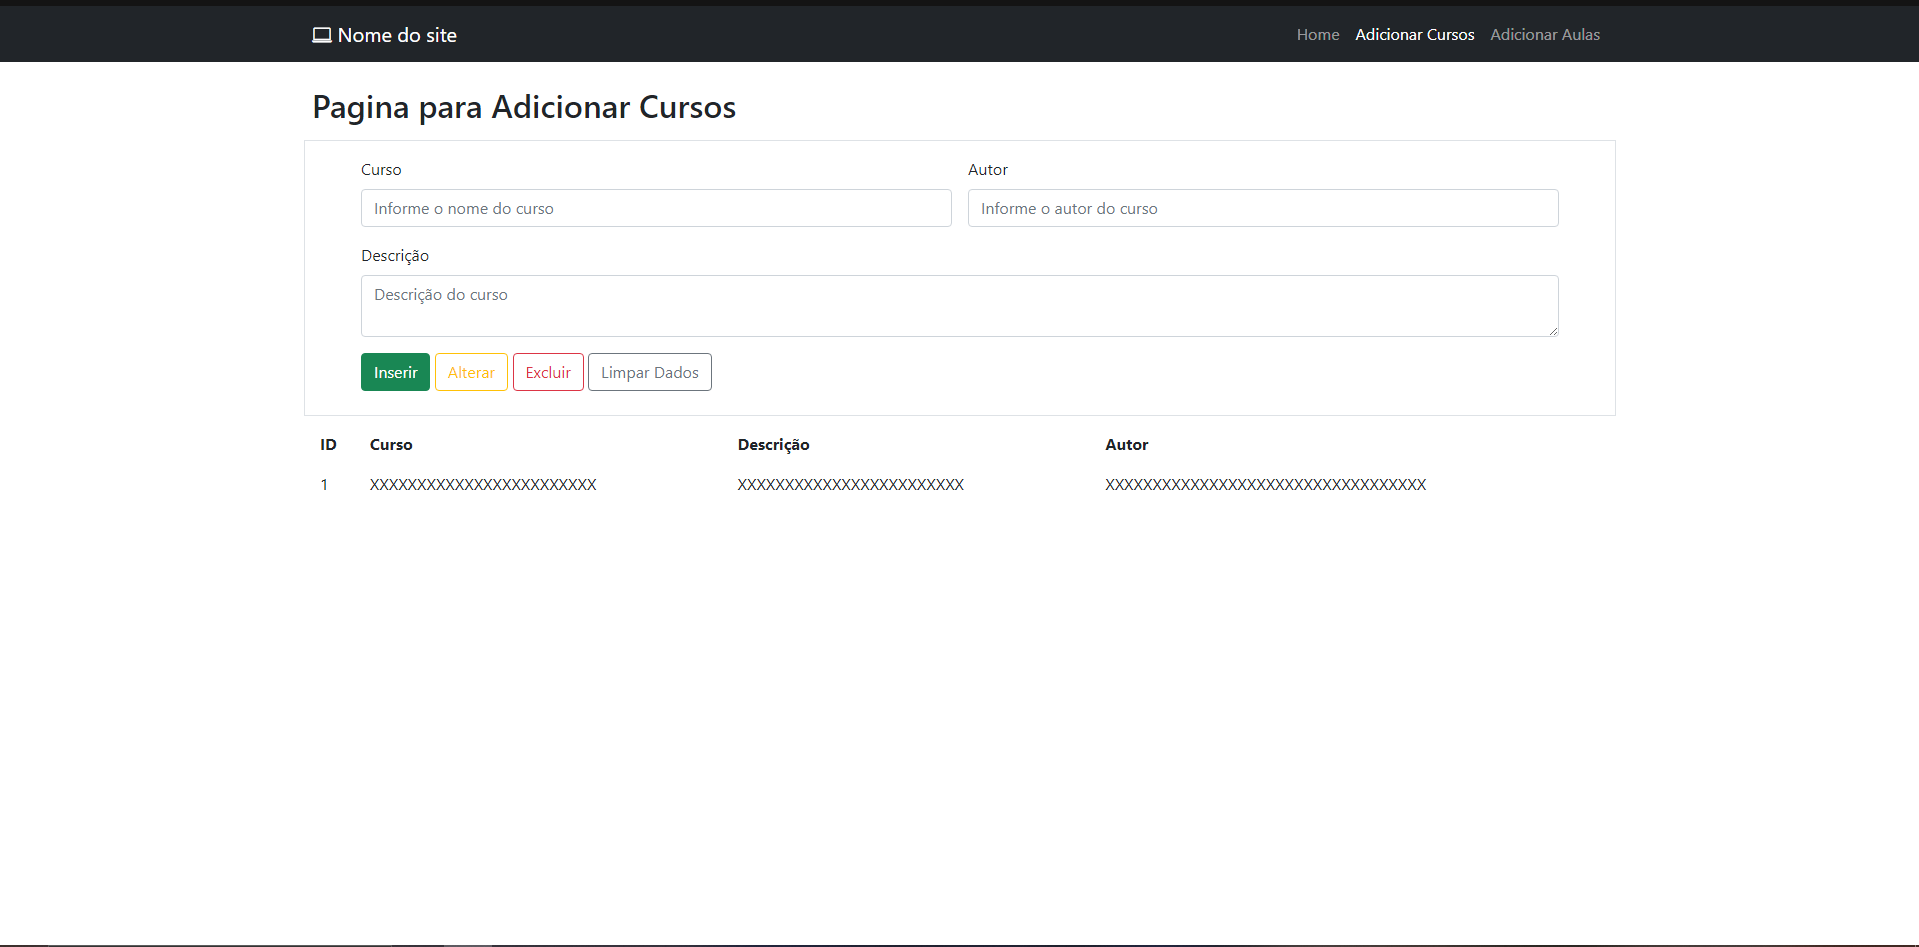 Nome do site Home Adicionar Cursos Adicionar Aulas
Pagina para Adicionar Cursos
Curso Autor
Informe o nome do curso Informe o autor do curso
Descrição
Descrição do curso
Inserir Alterar Excluir Limpar Dados
ID Curso Descrição Autor
1 XXXXXXXXXXXXXXXXXXXXXXXX XXXXXXXXXXXXXXXXXXXXXXXX XXXXXXXXXXXXXXXXXXXXXXXXXXXXXXXXXX